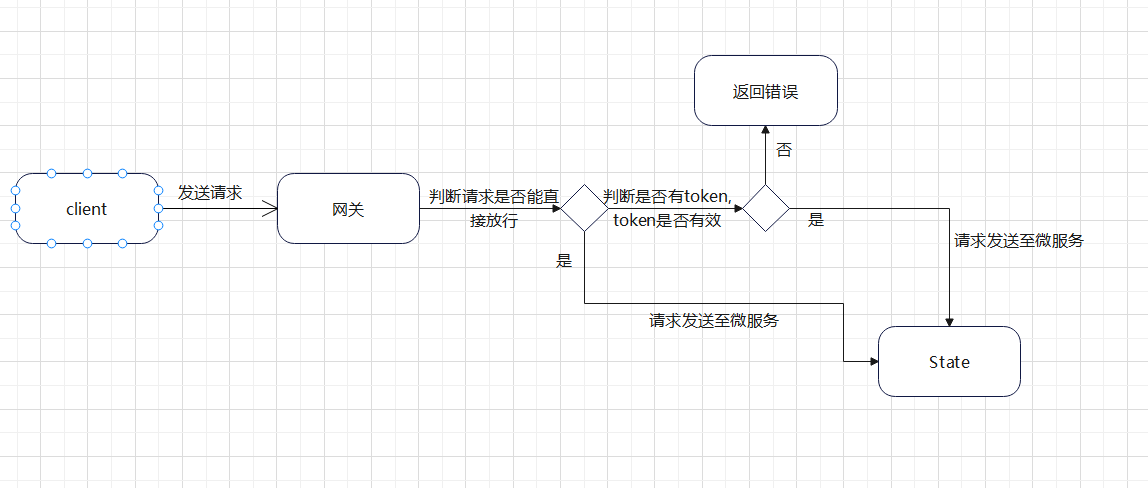 返回错误
否
client
发送请求
网关
判断请求是否能直
接放行
判断是否有token,
token是否有效
是
请求发送至微服务
是
请求发送至微服务
State